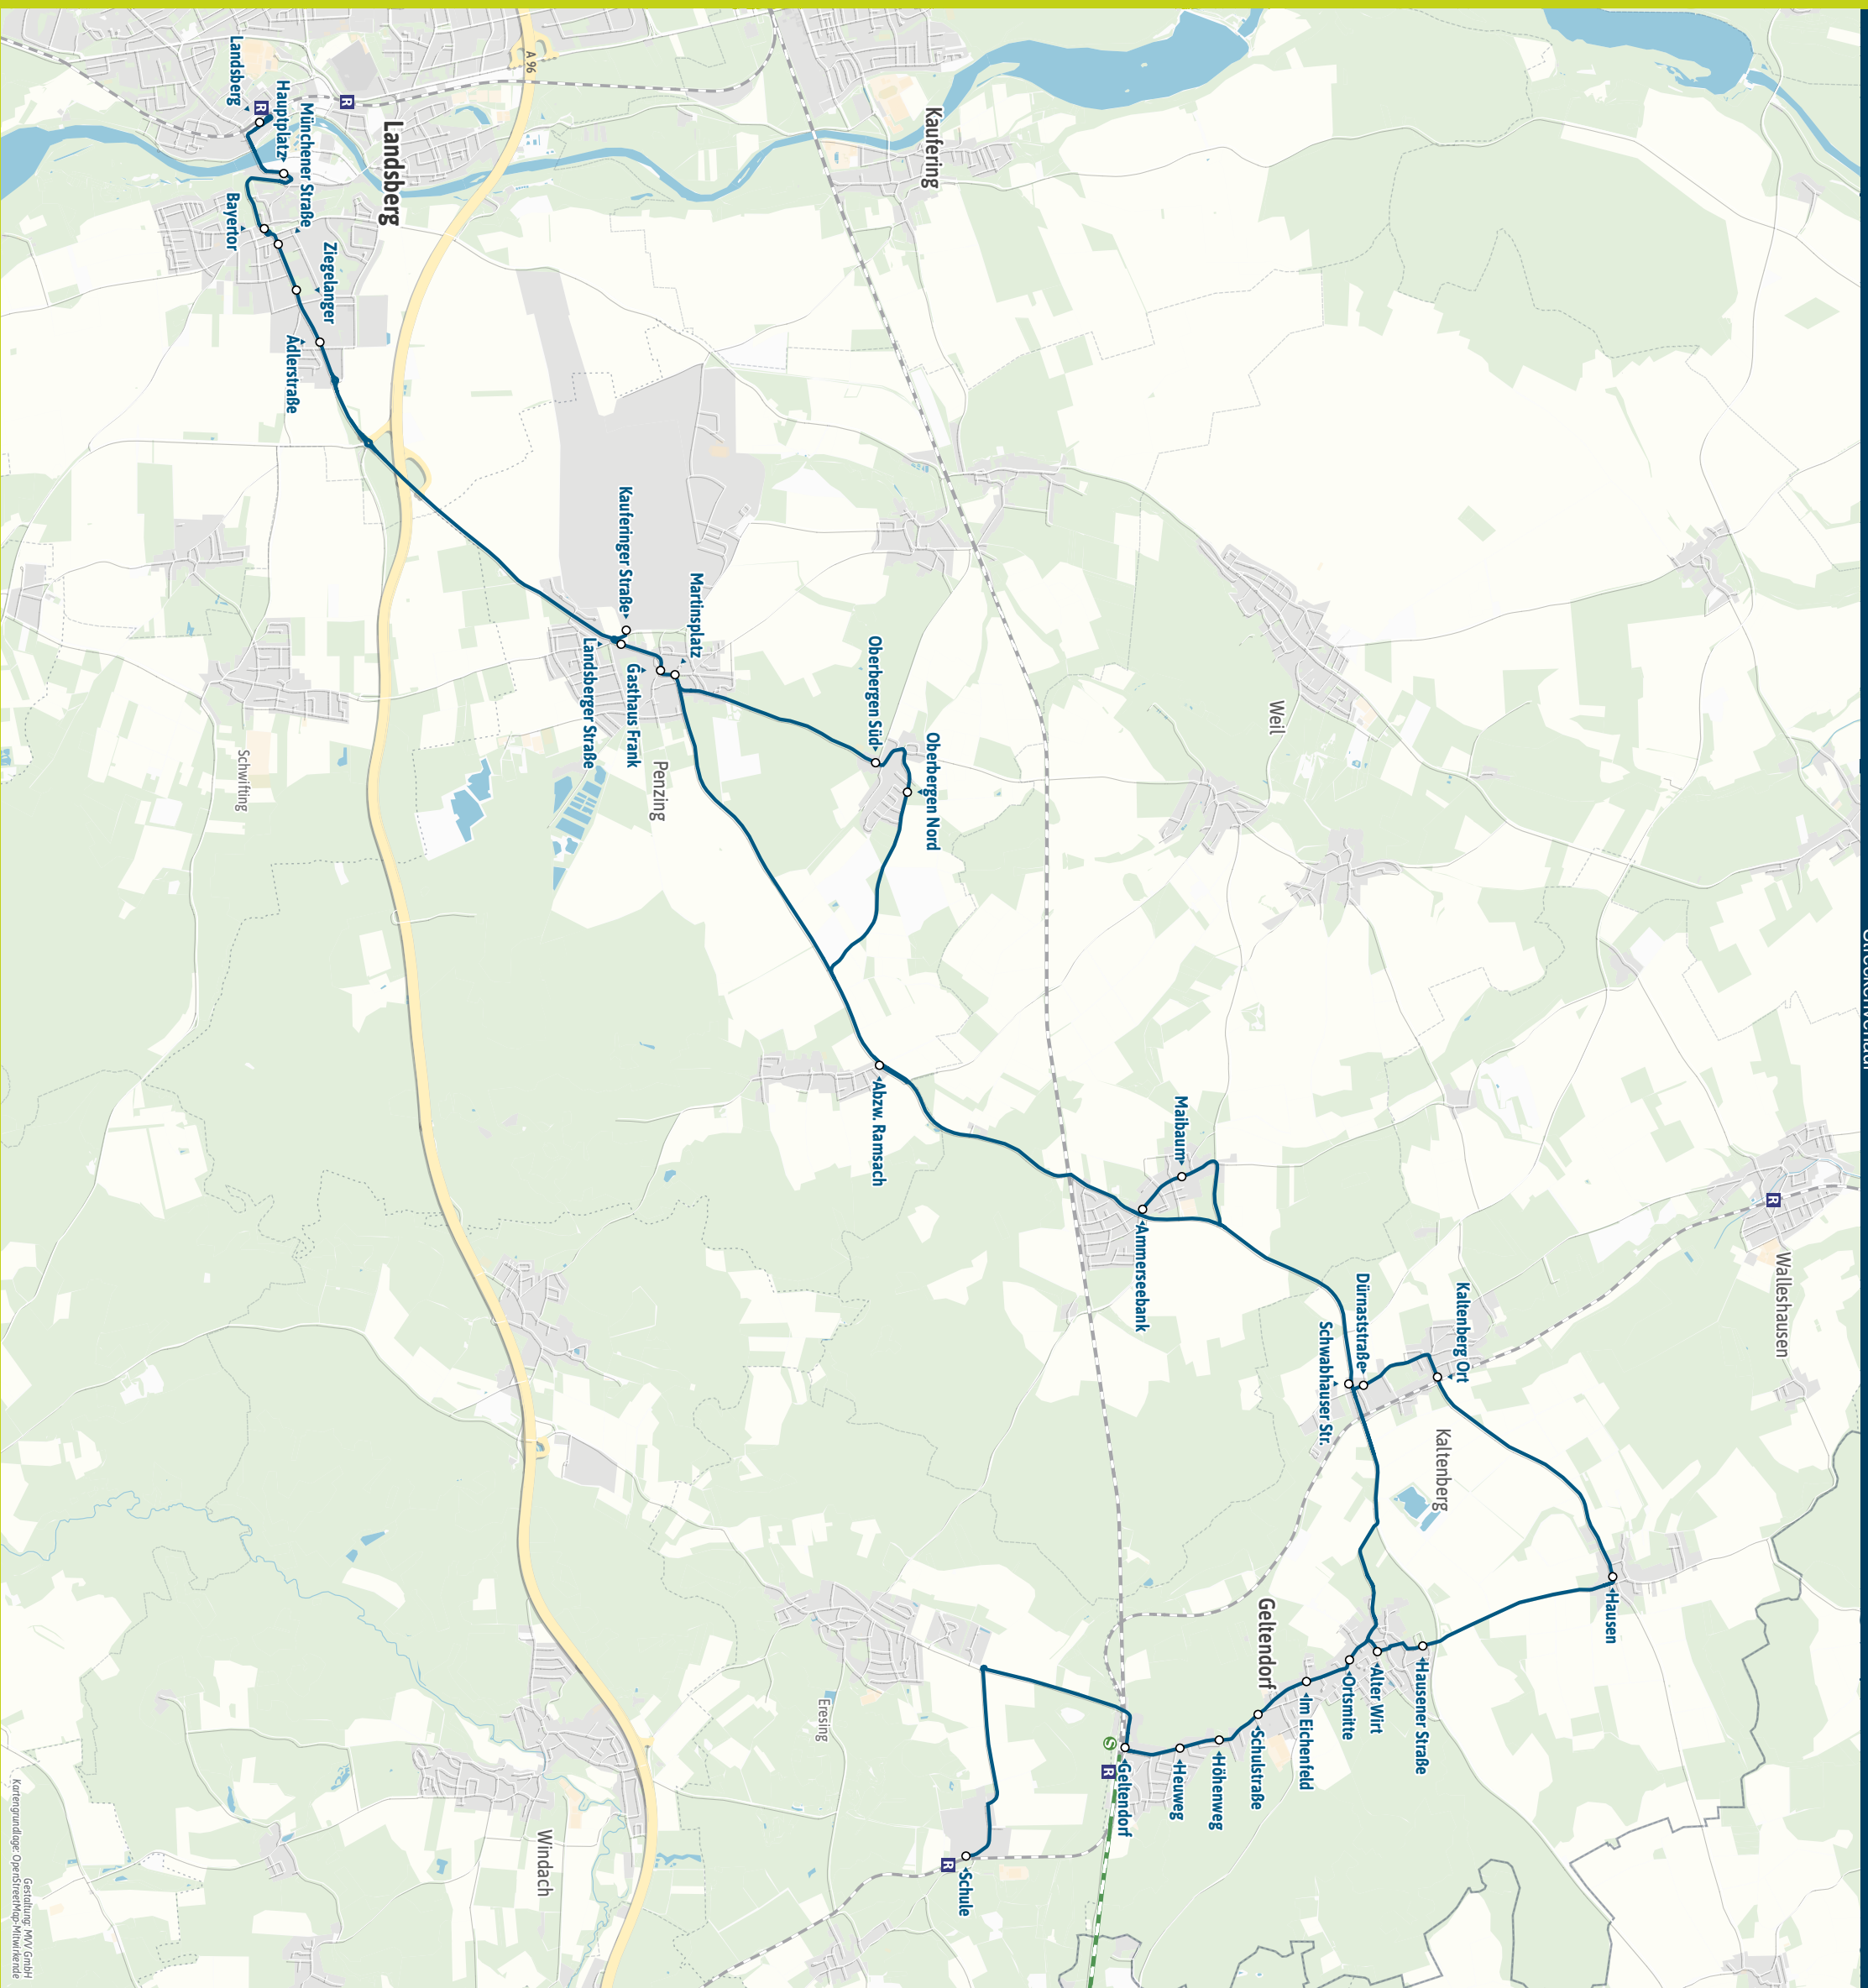 Landsberg
Hauptplatz
Münchener Straße
Bayertor
Ziegelanger
Adlerstraße
Landsberg
A 96
Kaufering
R
R
Kauferinger Straße
Martinsplatz
Landsberger Straße
Gasthaus Frank
Penzing
Schwifting
Oberbergen Süd
Oberbergen Nord
Weil
Abzw. Ramsach
Maibaum
Ammerseebank
R
Walleshausen
Dürnaststraße
Schwabhauser Str.
Kaltenberg Ort
Kaltenberg
Hausen
Hausener Straße
Alter Wirt
Ortsmitte
Im Eichenfeld
Geltendorf
Schulstraße
Höhenweg
Heuweg
Geltendorf
S
R
Eresing
Schule
R
Windach
Gestaltung: MVV GmbH
Kartengrundlage: OpenStreetMap-Mitwirkende